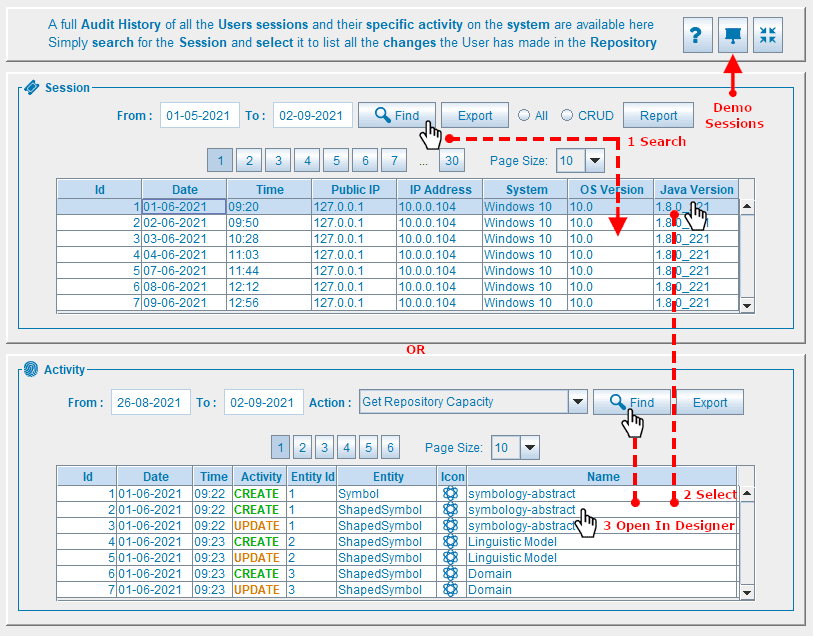 A full Audit History of all the Users sessions and their specific activity on the system are available here
Simply search for the Session and select it to list all the changes the User has made in the Repository
?
Demo
Sessions
Session
From : 01-05-2021 To : 02-09-2021 Find Export All CRUD Report
1 Search
1 2 3 4 5 6 7 ... 30 Page Size: 10
Id Date Time Public IP IP Address System OS Version Java Version
1 01-06-2021 09:20 127.0.0.1 10.0.0.104 Windows 10 10.0 1.8.0_221
2 02-06-2021 09:50 127.0.0.1 10.0.0.104 Windows 10 10.0 1.8.0_221
3 03-06-2021 10:28 127.0.0.1 10.0.0.104 Windows 10 10.0 1.8.0_221
4 04-06-2021 11:03 127.0.0.1 10.0.0.104 Windows 10 10.0 1.8.0_221
5 07-06-2021 11:44 127.0.0.1 10.0.0.104 Windows 10 10.0 1.8.0_221
6 08-06-2021 12:12 127.0.0.1 10.0.0.104 Windows 10 10.0 1.8.0_221
7 09-06-2021 12:56 127.0.0.1 10.0.0.104 Windows 10 10.0 1.8.0_221
OR
Activity
From : 26-08-2021 To : 02-09-2021 Action : Get Repository Capacity Find Export
1 2 3 4 5 6 Page Size: 10
Id Date Time Activity Entity Id Entity Icon Name
1 01-06-2021 09:22 CREATE 1 Symbol symbology-abstract
2 Select
2 01-06-2021 09:22 CREATE 1 ShapedSymbol symbology-abstract
3 01-06-2021 09:22 UPDATE 1 ShapedSymbol symbology-abstract
3 Open In Designer
4 01-06-2021 09:23 CREATE 2 ShapedSymbol Linguistic Model
5 01-06-2021 09:23 UPDATE 2 ShapedSymbol Linguistic Model
6 01-06-2021 09:23 CREATE 3 ShapedSymbol Domain
7 01-06-2021 09:23 UPDATE 3 ShapedSymbol Domain